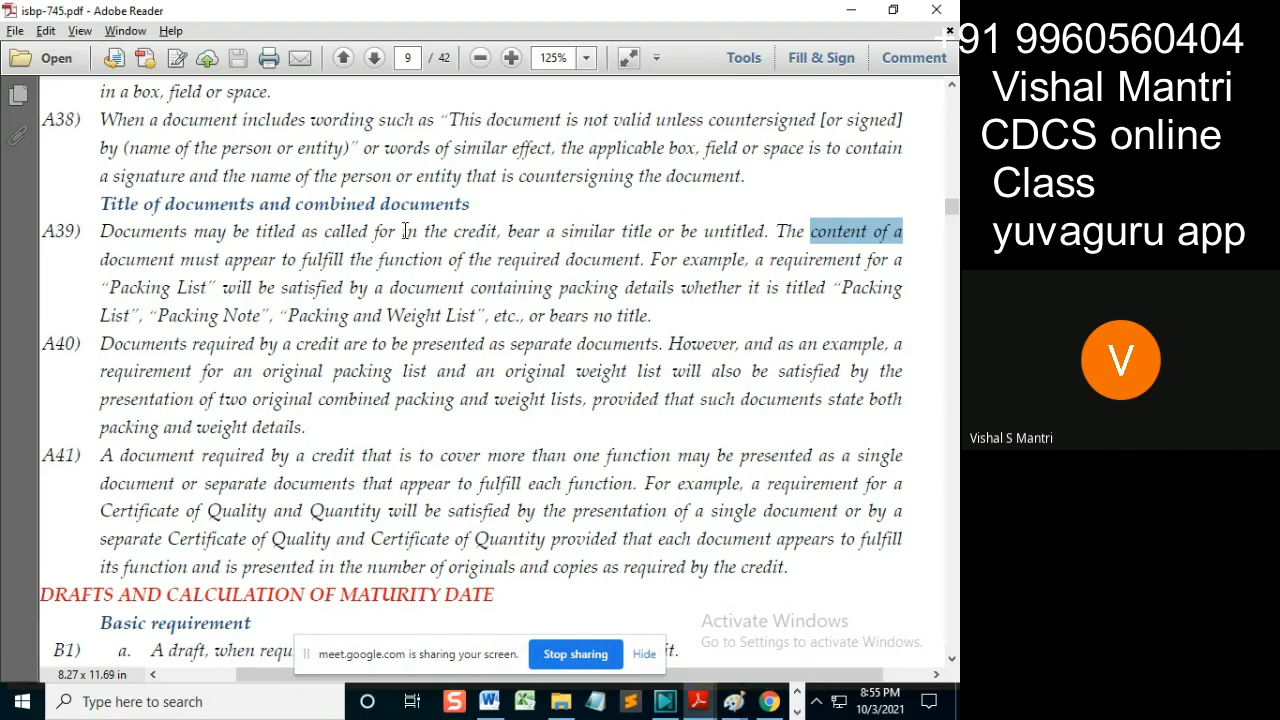 isbp-745.pdf - Adobe Reader
File Edit View Window Help
Open 9 / 42 125% Tools Fill & Sign Comment
in a box, field or space.
A38) When a document includes wording such as “This document is not valid unless countersigned [or signed]
by (name of the person or entity)” or words of similar effect, the applicable box, field or space is to contain
a signature and the name of the person or entity that is countersigning the document.
Title of documents and combined documents
A39) Documents may be titled as called for in the credit, bear a similar title or be untitled. The content of a
document must appear to fulfill the function of the required document. For example, a requirement for a
“Packing List” will be satisfied by a document containing packing details whether it is titled “Packing
List”, “Packing Note”, “Packing and Weight List”, etc., or bears no title.
A40) Documents required by a credit are to be presented as separate documents. However, and as an example, a
requirement for an original packing list and an original weight list will also be satisfied by the
presentation of two original combined packing and weight lists, provided that such documents state both
packing and weight details.
A41) A document required by a credit that is to cover more than one function may be presented as a single
document or separate documents that appear to fulfill each function. For example, a requirement for a
Certificate of Quality and Quantity will be satisfied by the presentation of a single document or by a
separate Certificate of Quality and Certificate of Quantity provided that each document appears to fulfill
its function and is presented in the number of originals and copies as required by the credit.
DRAFTS AND CALCULATION OF MATURITY DATE
Basic requirement
B1) a. A draft, when requ
Activate Windows
Go to Settings to activate Windows.
meet.google.com is sharing your screen. Stop sharing Hide
8.27 x 11.69 in
Type here to search
8:55 PM
10/3/2021
+91 9960560404
Vishal Mantri
CDCS online
Class
yuvaguru app
V
Vishal S Mantri